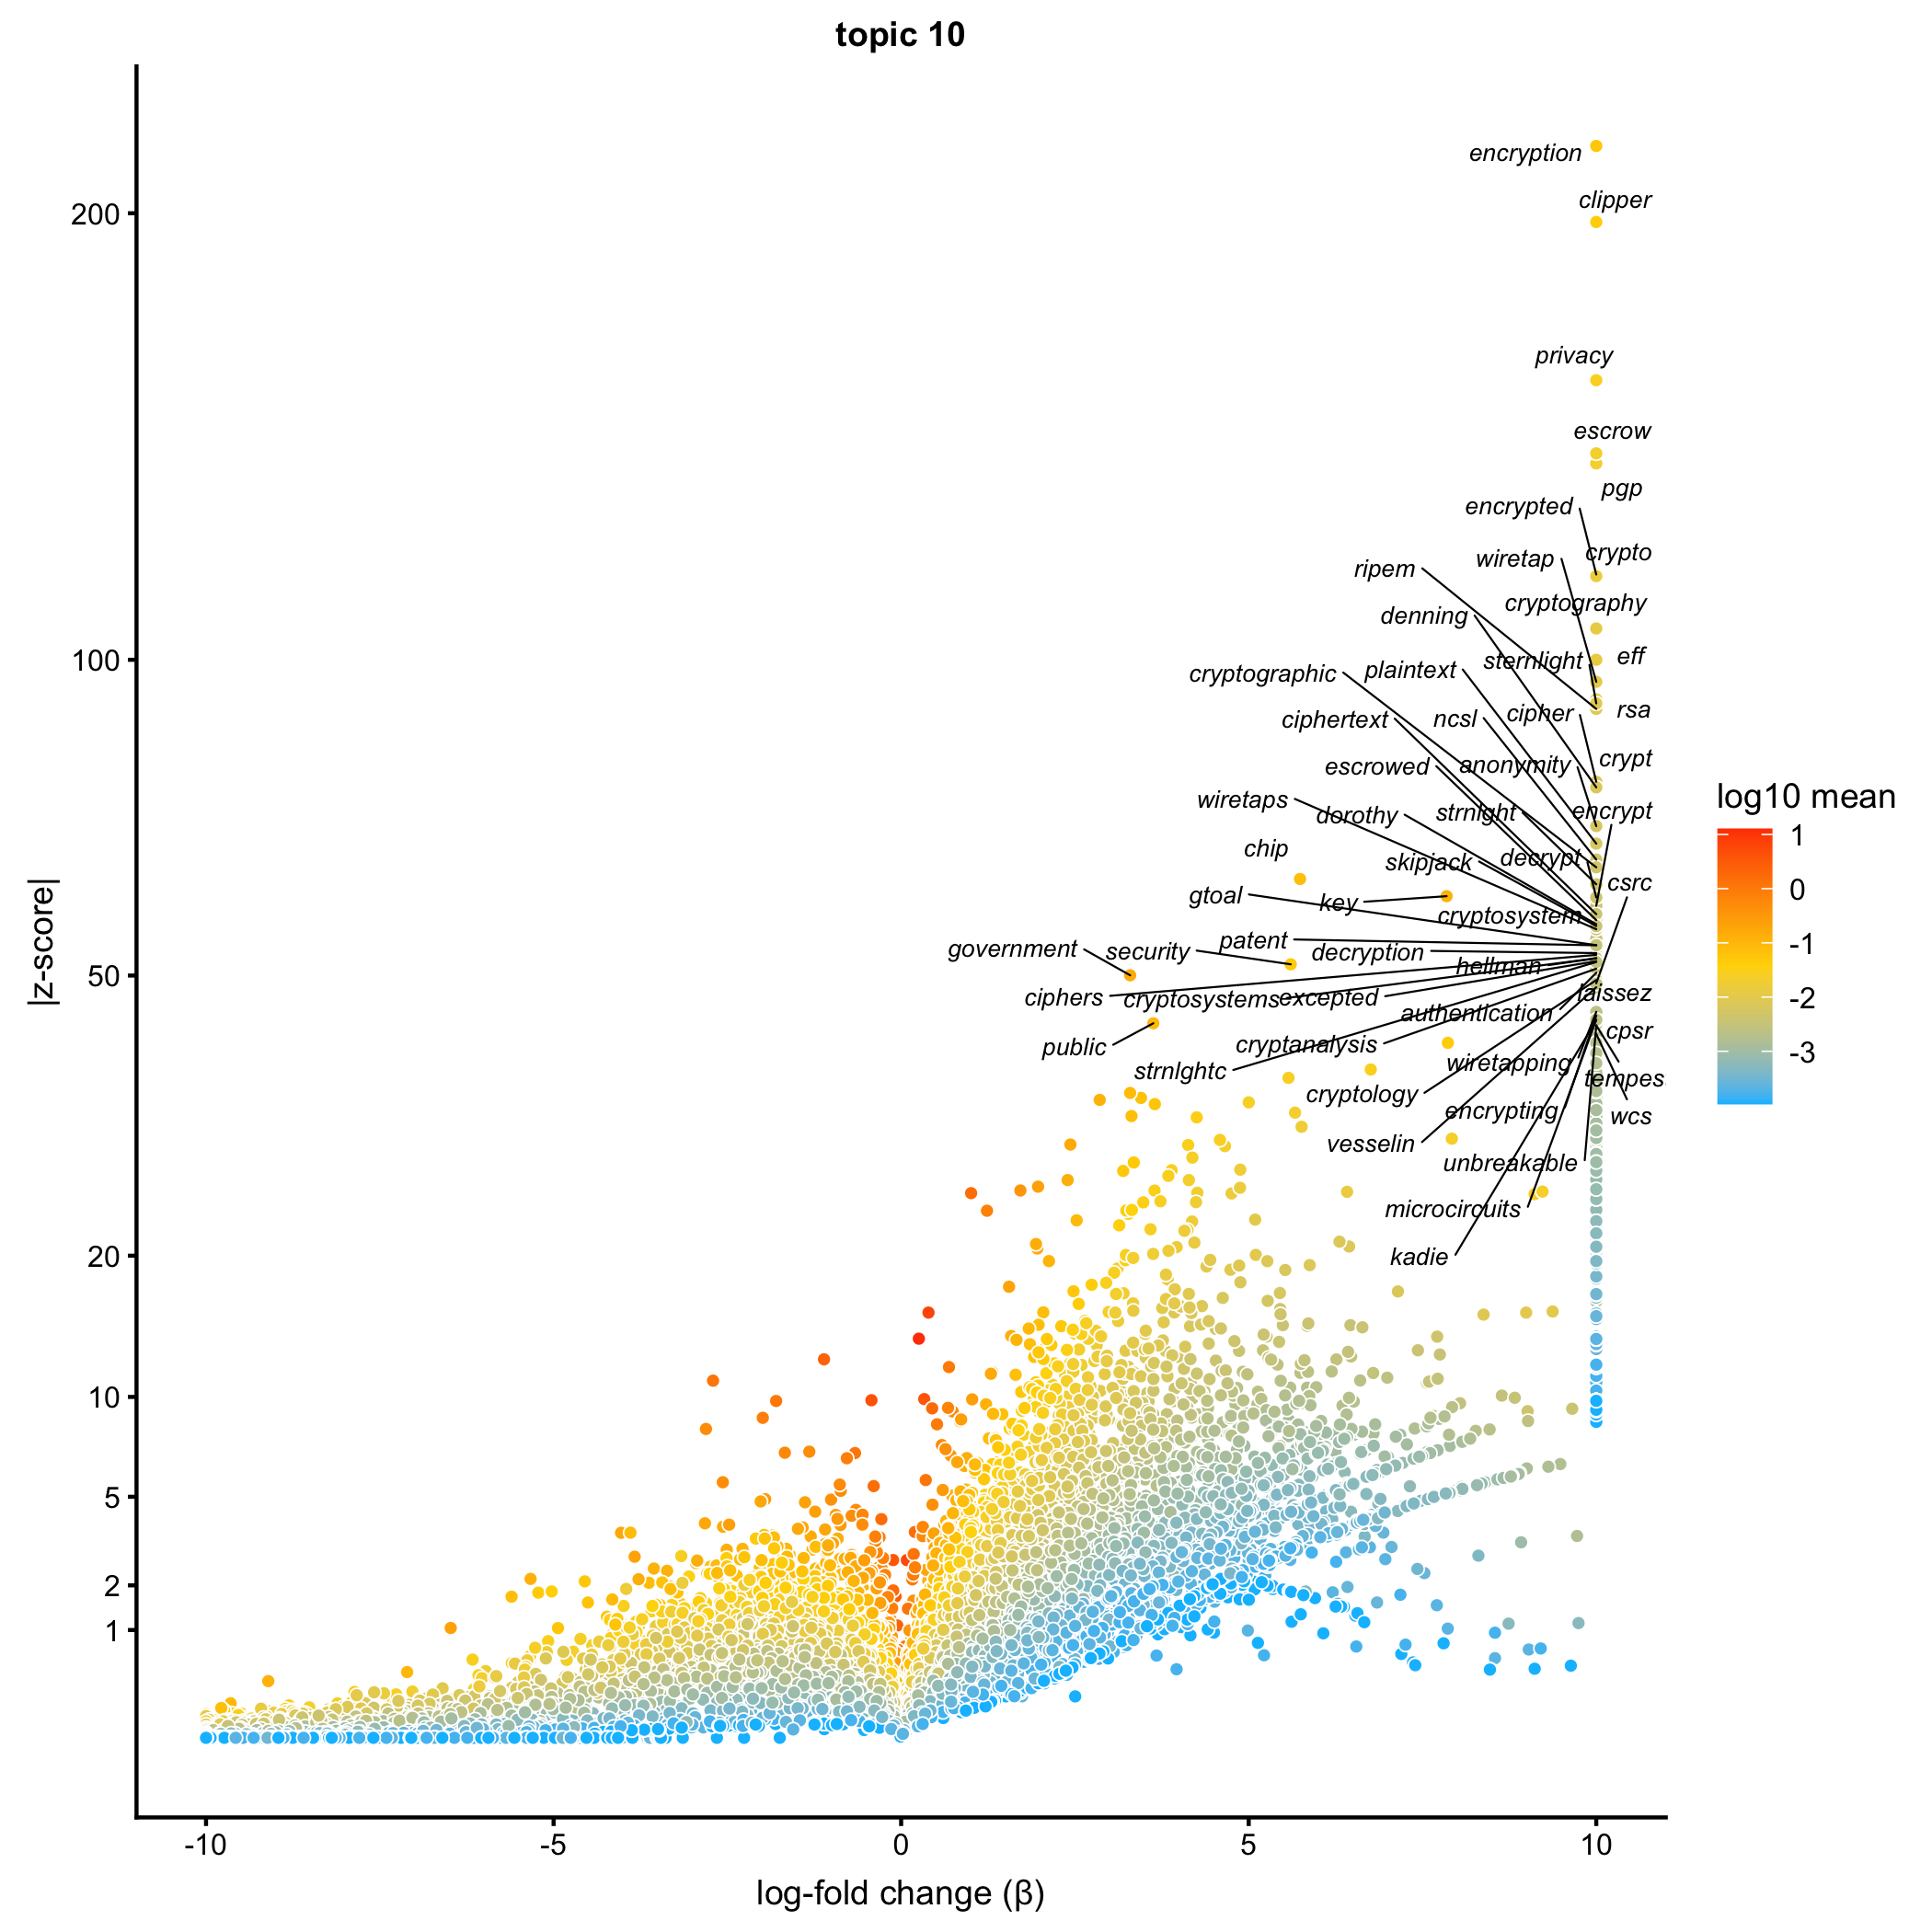 topic 10
encryption
clipper
privacy
escrow
pgp
encrypted
crypto
wiretap
ripem
cryptography
denning
eff
sternlight
plaintext
cryptographic
rsa
cipher
ncsl
ciphertext
crypt
anonymity
escrowed
wiretaps
encrypt
strnlght
dorothy
chip
decrypt
skipjack
csrc
gtoal
key
cryptosystem
patent
government
security
decryption
hellman
laissez
ciphers
cryptosystems
excepted
authentication
cpsr
public
cryptanalysis
wiretapping
strnlghtc
tempes
cryptology
encrypting
wcs
vesselin
unbreakable
microcircuits
kadie
200
100
50
20
10
5
2
1
|z-score|
-10
-5
0
5
10
log-fold change (β)
log10 mean
1
0
-1
-2
-3